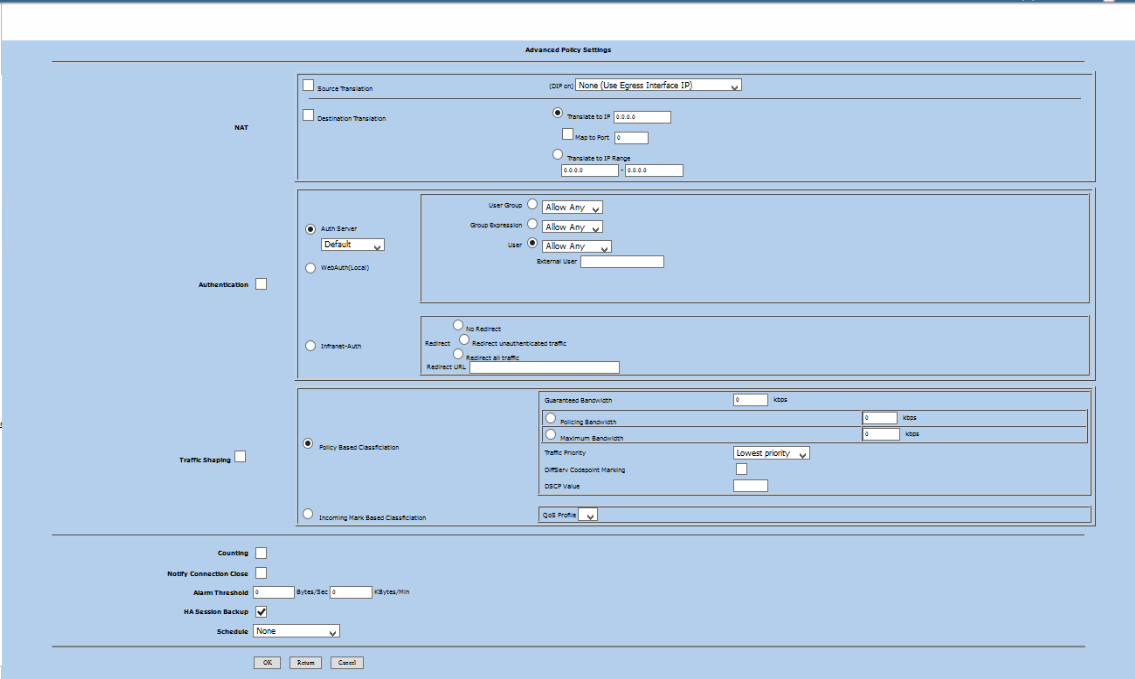 Advanced Policy Settings
NAT
Source Translation
(DIP on) None (Use Egress Interface IP)
Destination Translation
Translate to IP 0.0.0.0
Map to Port 0
Translate to IP Range
0.0.0.0 - 0.0.0.0
Authentication
Auth Server
Default
WebAuth(Local)
User Group Allow Any
Group Expression Allow Any
User Allow Any
External User
Infranet-Auth
No Redirect
Redirect Redirect unauthenticated traffic
Redirect all traffic
Redirect URL
Traffic Shaping
Policy Based Classification
Guaranteed Bandwidth 0 kbps
Policing Bandwidth 0 kbps
Maximum Bandwidth 0 kbps
Traffic Priority Lowest priority
DiffServ Codepoint Marking
DSCP Value
Incoming Mark Based Classification
QoS Profile
Counting
Notify Connection Close
Alarm Threshold 0 Bytes/Sec 0 KBytes/Min
HA Session Backup
Schedule None
OK Return Cancel